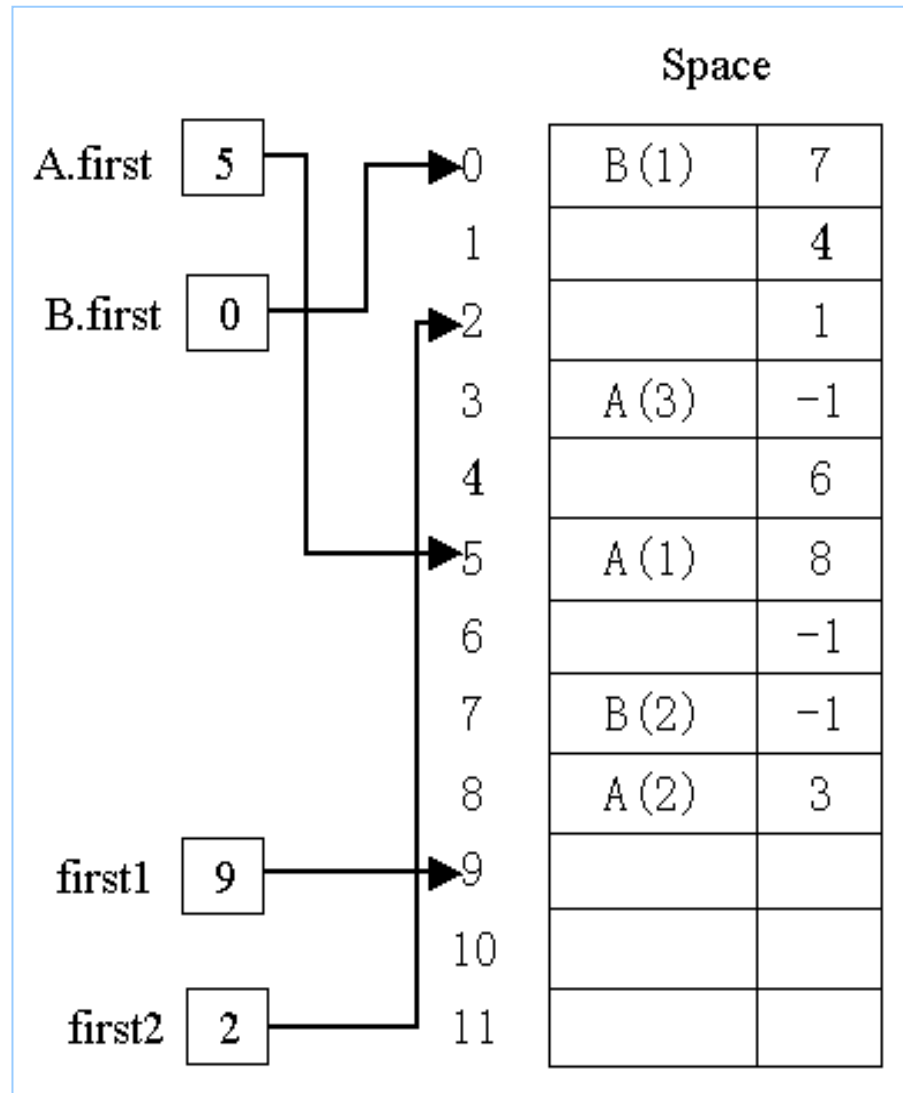 Space
A.first 5 0 B(1) 7
1 4
B.first 0 2 1
3 A(3) -1
4 6
5 A(1) 8
6 -1
7 B(2) -1
8 A(2) 3
first1 9 9
10
first2 2 11